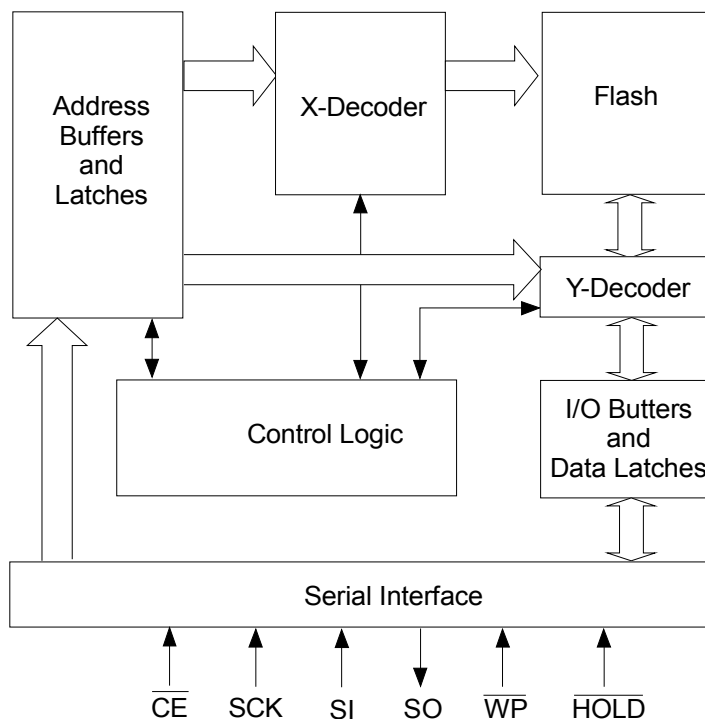 Address
Buffers
and
Latches
X-Decoder
Flash
Y-Decoder
Control Logic
I/O Butters
and
Data Latches
Serial Interface
CE SCK SI SO WP HOLD